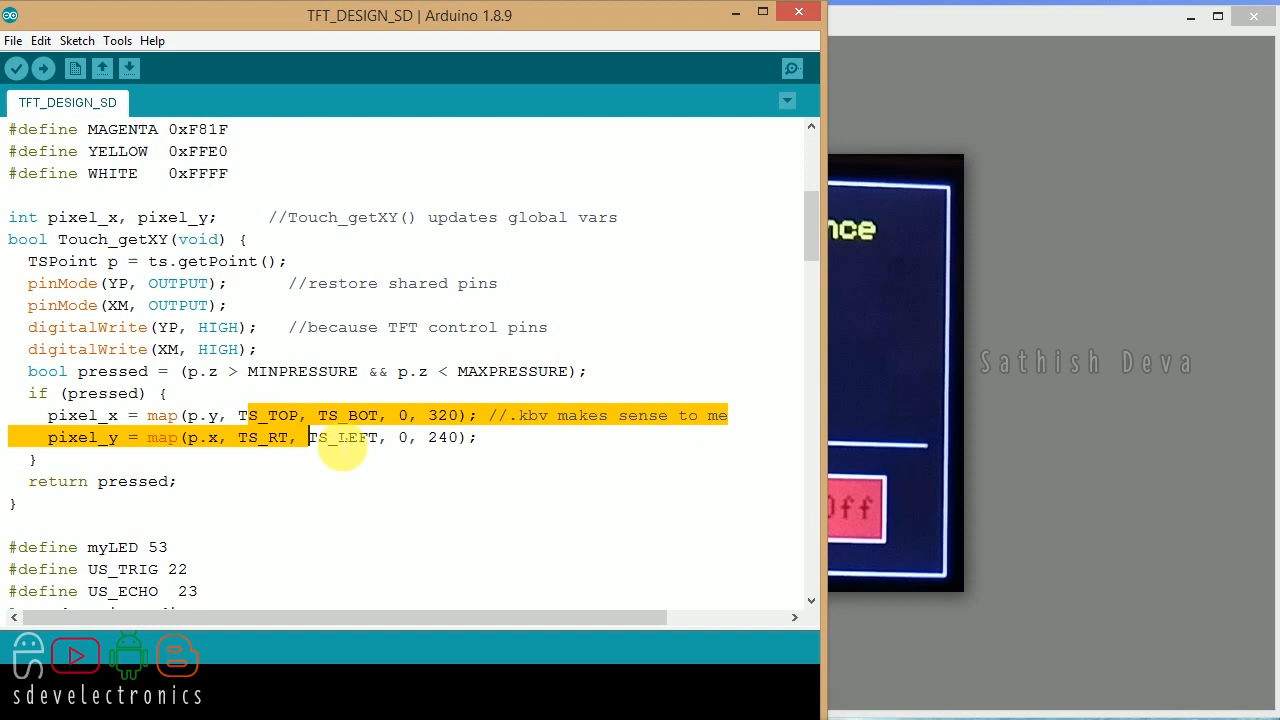 TFT_DESIGN_SD | Arduino 1.8.9
File Edit Sketch Tools Help
TFT_DESIGN_SD
#define MAGENTA 0xF81F
#define YELLOW  0xFFE0
#define WHITE   0xFFFF
int pixel_x, pixel_y;     //Touch_getXY() updates global vars
bool Touch_getXY(void) {
  TSPoint p = ts.getPoint();
  pinMode(YP, OUTPUT);      //restore shared pins
  pinMode(XM, OUTPUT);
  digitalWrite(YP, HIGH);   //because TFT control pins
  digitalWrite(XM, HIGH);
  bool pressed = (p.z > MINPRESSURE && p.z < MAXPRESSURE);
  if (pressed) {
    pixel_x = map(p.y, TS_TOP, TS_BOT, 0, 320); //.kbv makes sense to me
    pixel_y = map(p.x, TS_RT, TS_LEFT, 0, 240);
  }
  return pressed;
}
#define myLED 53
#define US_TRIG 22
#define US_ECHO  23
nce
Off
Sathish Deva
sdevelectronics